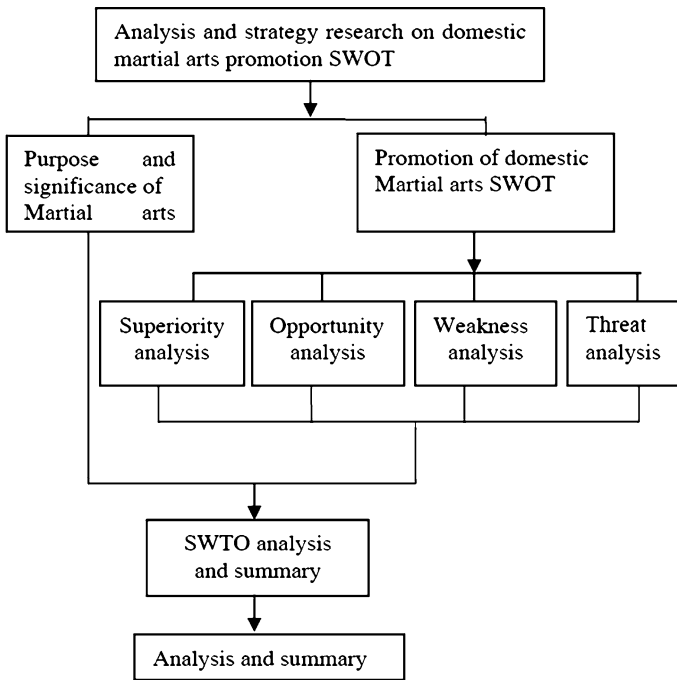 Analysis and strategy research on domestic
martial arts promotion SWOT
Purpose and
significance of
Martial arts
Promotion of domestic
Martial arts SWOT
Superiority
analysis
Opportunity
analysis
Weakness
analysis
Threat
analysis
SWTO analysis
and summary
Analysis and summary